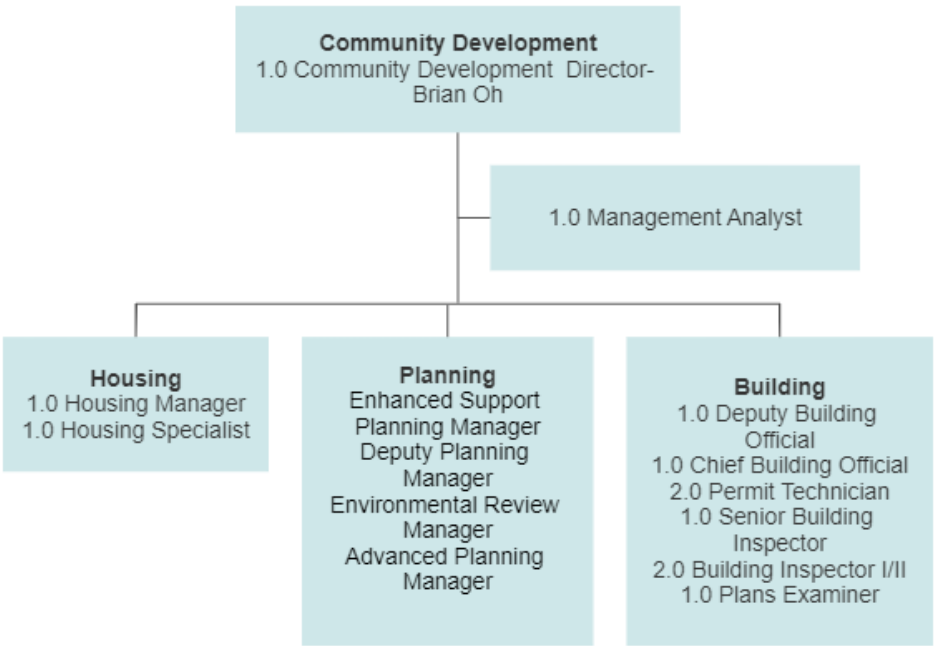 Community Development
1.0 Community Development  Director-
Brian Oh
1.0 Management Analyst
Housing
1.0 Housing Manager
1.0 Housing Specialist
Planning
Enhanced Support
Planning Manager
Deputy Planning
Manager
Environmental Review
Manager
Advanced Planning
Manager
Building
1.0 Deputy Building
Official
1.0 Chief Building Official
2.0 Permit Technician
1.0 Senior Building
Inspector
2.0 Building Inspector I/II
1.0 Plans Examiner